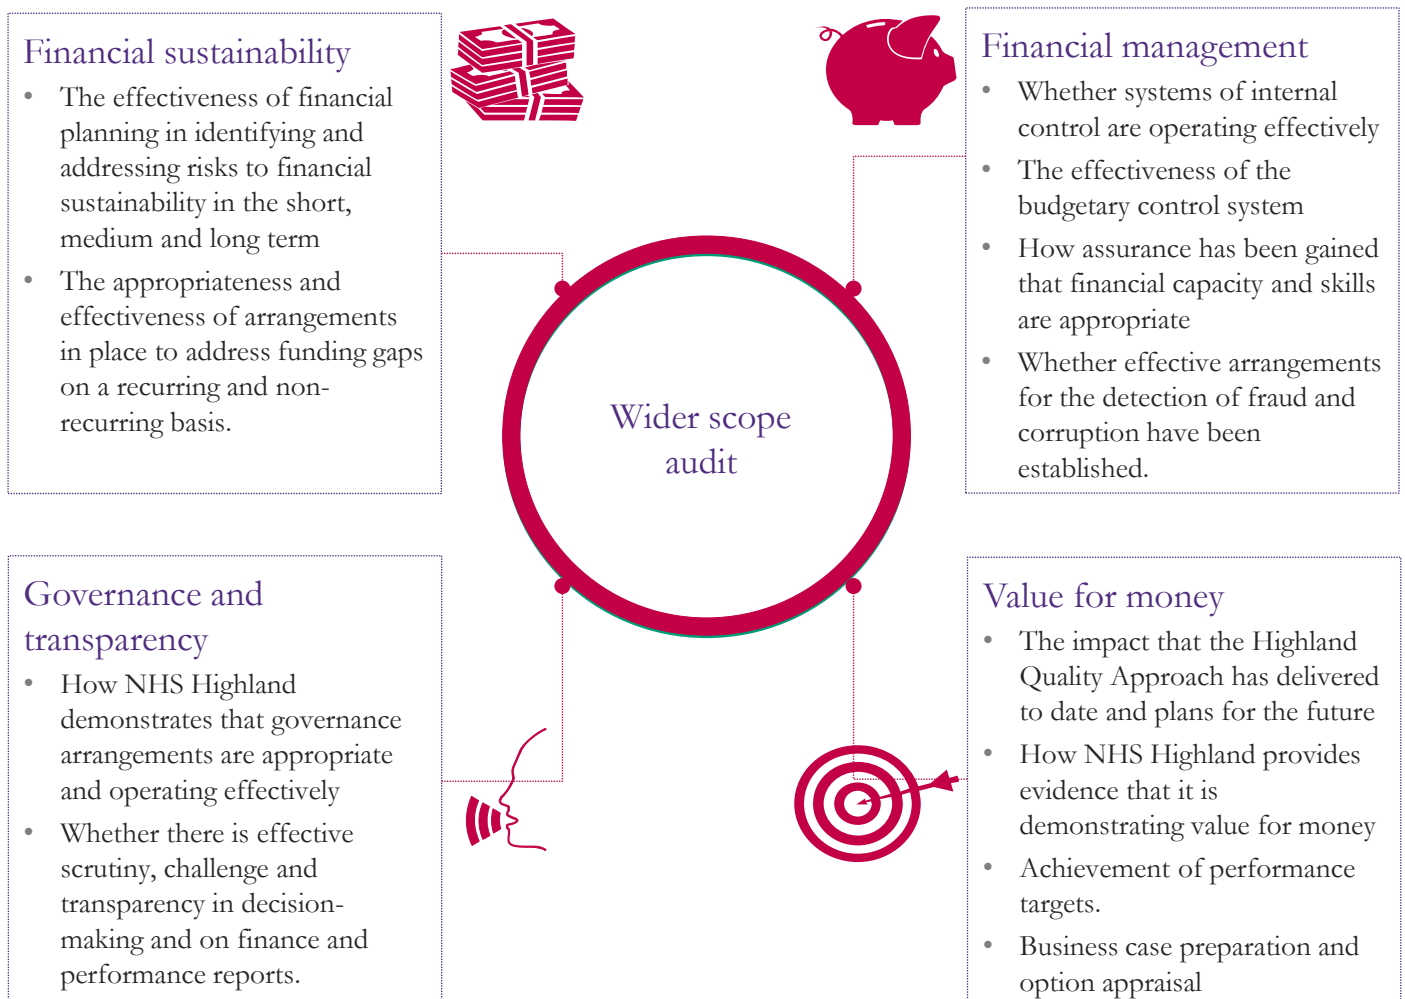 Financial sustainability
• The effectiveness of financial
planning in identifying and
addressing risks to financial
sustainability in the short,
medium and long term
• The appropriateness and
effectiveness of arrangements
in place to address funding gaps
on a recurring and non-
recurring basis.
Financial management
• Whether systems of internal
control are operating effectively
• The effectiveness of the
budgetary control system
• How assurance has been gained
that financial capacity and skills
are appropriate
• Whether effective arrangements
for the detection of fraud and
corruption have been
established.
Wider scope
audit
Governance and
transparency
• How NHS Highland
demonstrates that governance
arrangements are appropriate
and operating effectively
• Whether there is effective
scrutiny, challenge and
transparency in decision-
making and on finance and
performance reports.
Value for money
• The impact that the Highland
Quality Approach has delivered
to date and plans for the future
• How NHS Highland provides
evidence that it is
demonstrating value for money
• Achievement of performance
targets.
• Business case preparation and
option appraisal